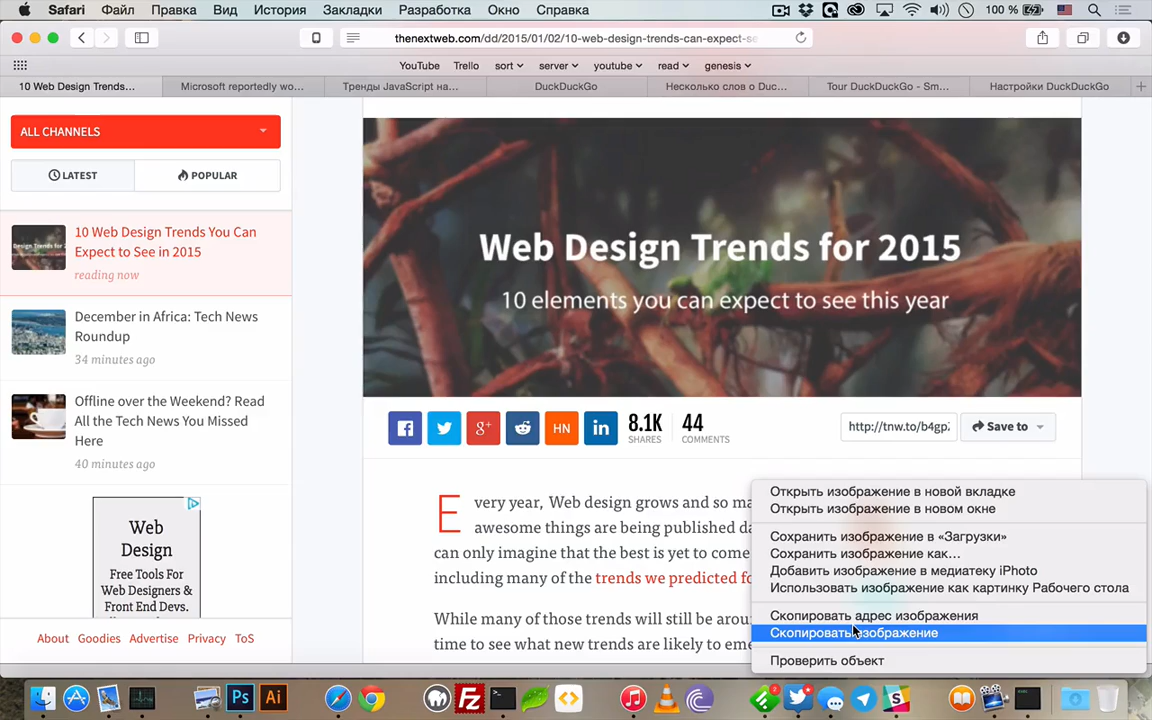 Safari Файл Правка Вид История Закладки Разработка Окно Справка 100 %
thenextweb.com/dd/2015/01/02/10-web-design-trends-can-expect-se
YouTube Trello sort server youtube read genesis
10 Web Design Trends... Microsoft reportedly wo... Тренды JavaScript на... DuckDuckGo Несколько слов о Duc... Tour DuckDuckGo - Sm... Настройки DuckDuckGo
ALL CHANNELS
LATEST POPULAR
10 Web Design Trends You Can
Expect to See in 2015
reading now
December in Africa: Tech News
Roundup
34 minutes ago
Offline over the Weekend? Read
All the Tech News You Missed
Here
40 minutes ago
Web
Design
Free Tools For
Web Designers &
Front End Devs.
About Goodies Advertise Privacy ToS
Web Design Trends for 2015
10 elements you can expect to see this year
HN
8.1K
SHARES
44
COMMENTS
http://tnw.to/b4gp
Save to
Every year, Web design grows and so ma
awesome things are being published da
can only imagine that the best is yet to come
including many of the trends we predicted fo
While many of those trends will still be arou
time to see what new trends are likely to eme
Открыть изображение в новой вкладке
Открыть изображение в новом окне
Сохранить изображение в «Загрузки»
Сохранить изображение как...
Добавить изображение в медиатеку iPhoto
Использовать изображение как картинку Рабочего стола
Скопировать адрес изображения
Скопировать изображение
Проверить объект
Ps Ai Fz